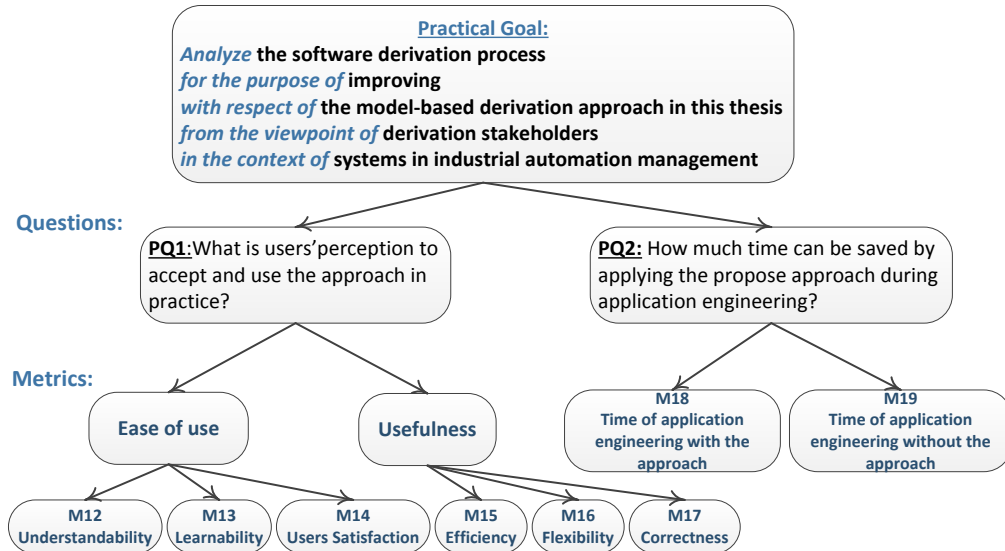 Practical Goal:
Analyze the software derivation process
for the purpose of improving
with respect of the model-based derivation approach in this thesis
from the viewpoint of derivation stakeholders
in the context of systems in industrial automation management
Questions:
PQ1:What is users'perception to
accept and use the approach in
practice?
PQ2: How much time can be saved by
applying the propose approach during
application engineering?
Metrics:
Ease of use
Usefulness
M18
Time of application
engineering with the
approach
M19
Time of application
engineering without the
approach
M12
Understandability
M13
Learnability
M14
Users Satisfaction
M15
Efficiency
M16
Flexibility
M17
Correctness